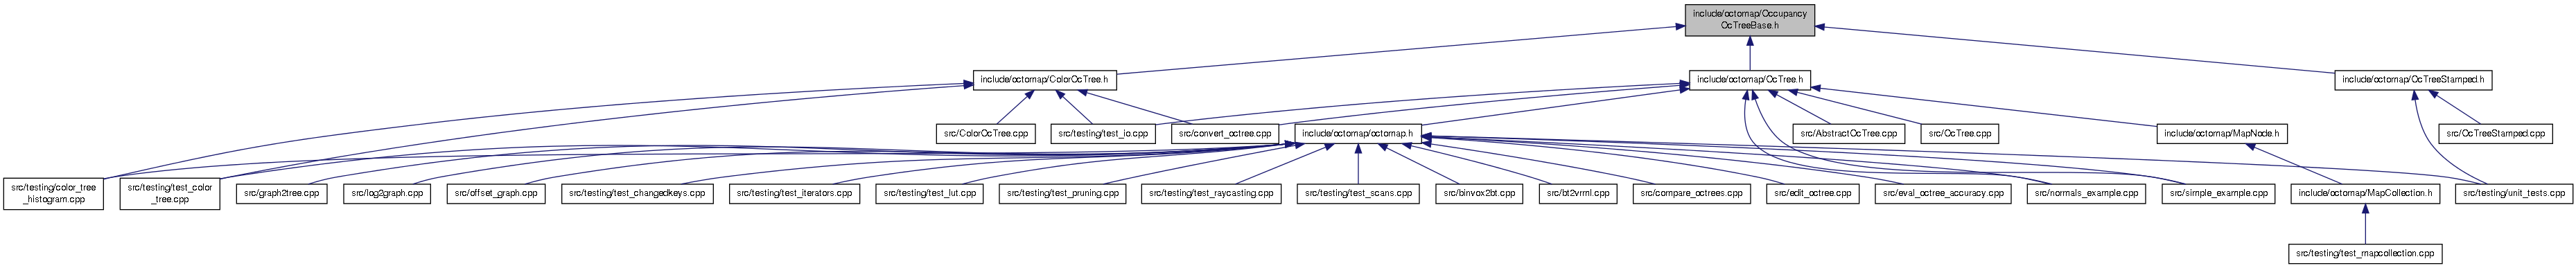 include/octomap/Occupancy
OcTreeBase.h
include/octomap/ColorOcTree.h
include/octomap/OcTree.h
include/octomap/OcTreeStamped.h
src/ColorOcTree.cpp
src/testing/test_io.cpp
src/convert_octree.cpp
include/octomap/octomap.h
src/AbstractOcTree.cpp
src/OcTree.cpp
include/octomap/MapNode.h
src/OcTreeStamped.cpp
src/testing/color_tree
_histogram.cpp
src/testing/test_color
_tree.cpp
src/graph2tree.cpp
src/log2graph.cpp
src/offset_graph.cpp
src/testing/test_changedkeys.cpp
src/testing/test_iterators.cpp
src/testing/test_lut.cpp
src/testing/test_pruning.cpp
src/testing/test_raycasting.cpp
src/testing/test_scans.cpp
src/binvox2bt.cpp
src/bt2vrml.cpp
src/compare_octrees.cpp
src/edit_octree.cpp
src/eval_octree_accuracy.cpp
src/normals_example.cpp
src/simple_example.cpp
include/octomap/MapCollection.h
src/testing/unit_tests.cpp
src/testing/test_mapcollection.cpp